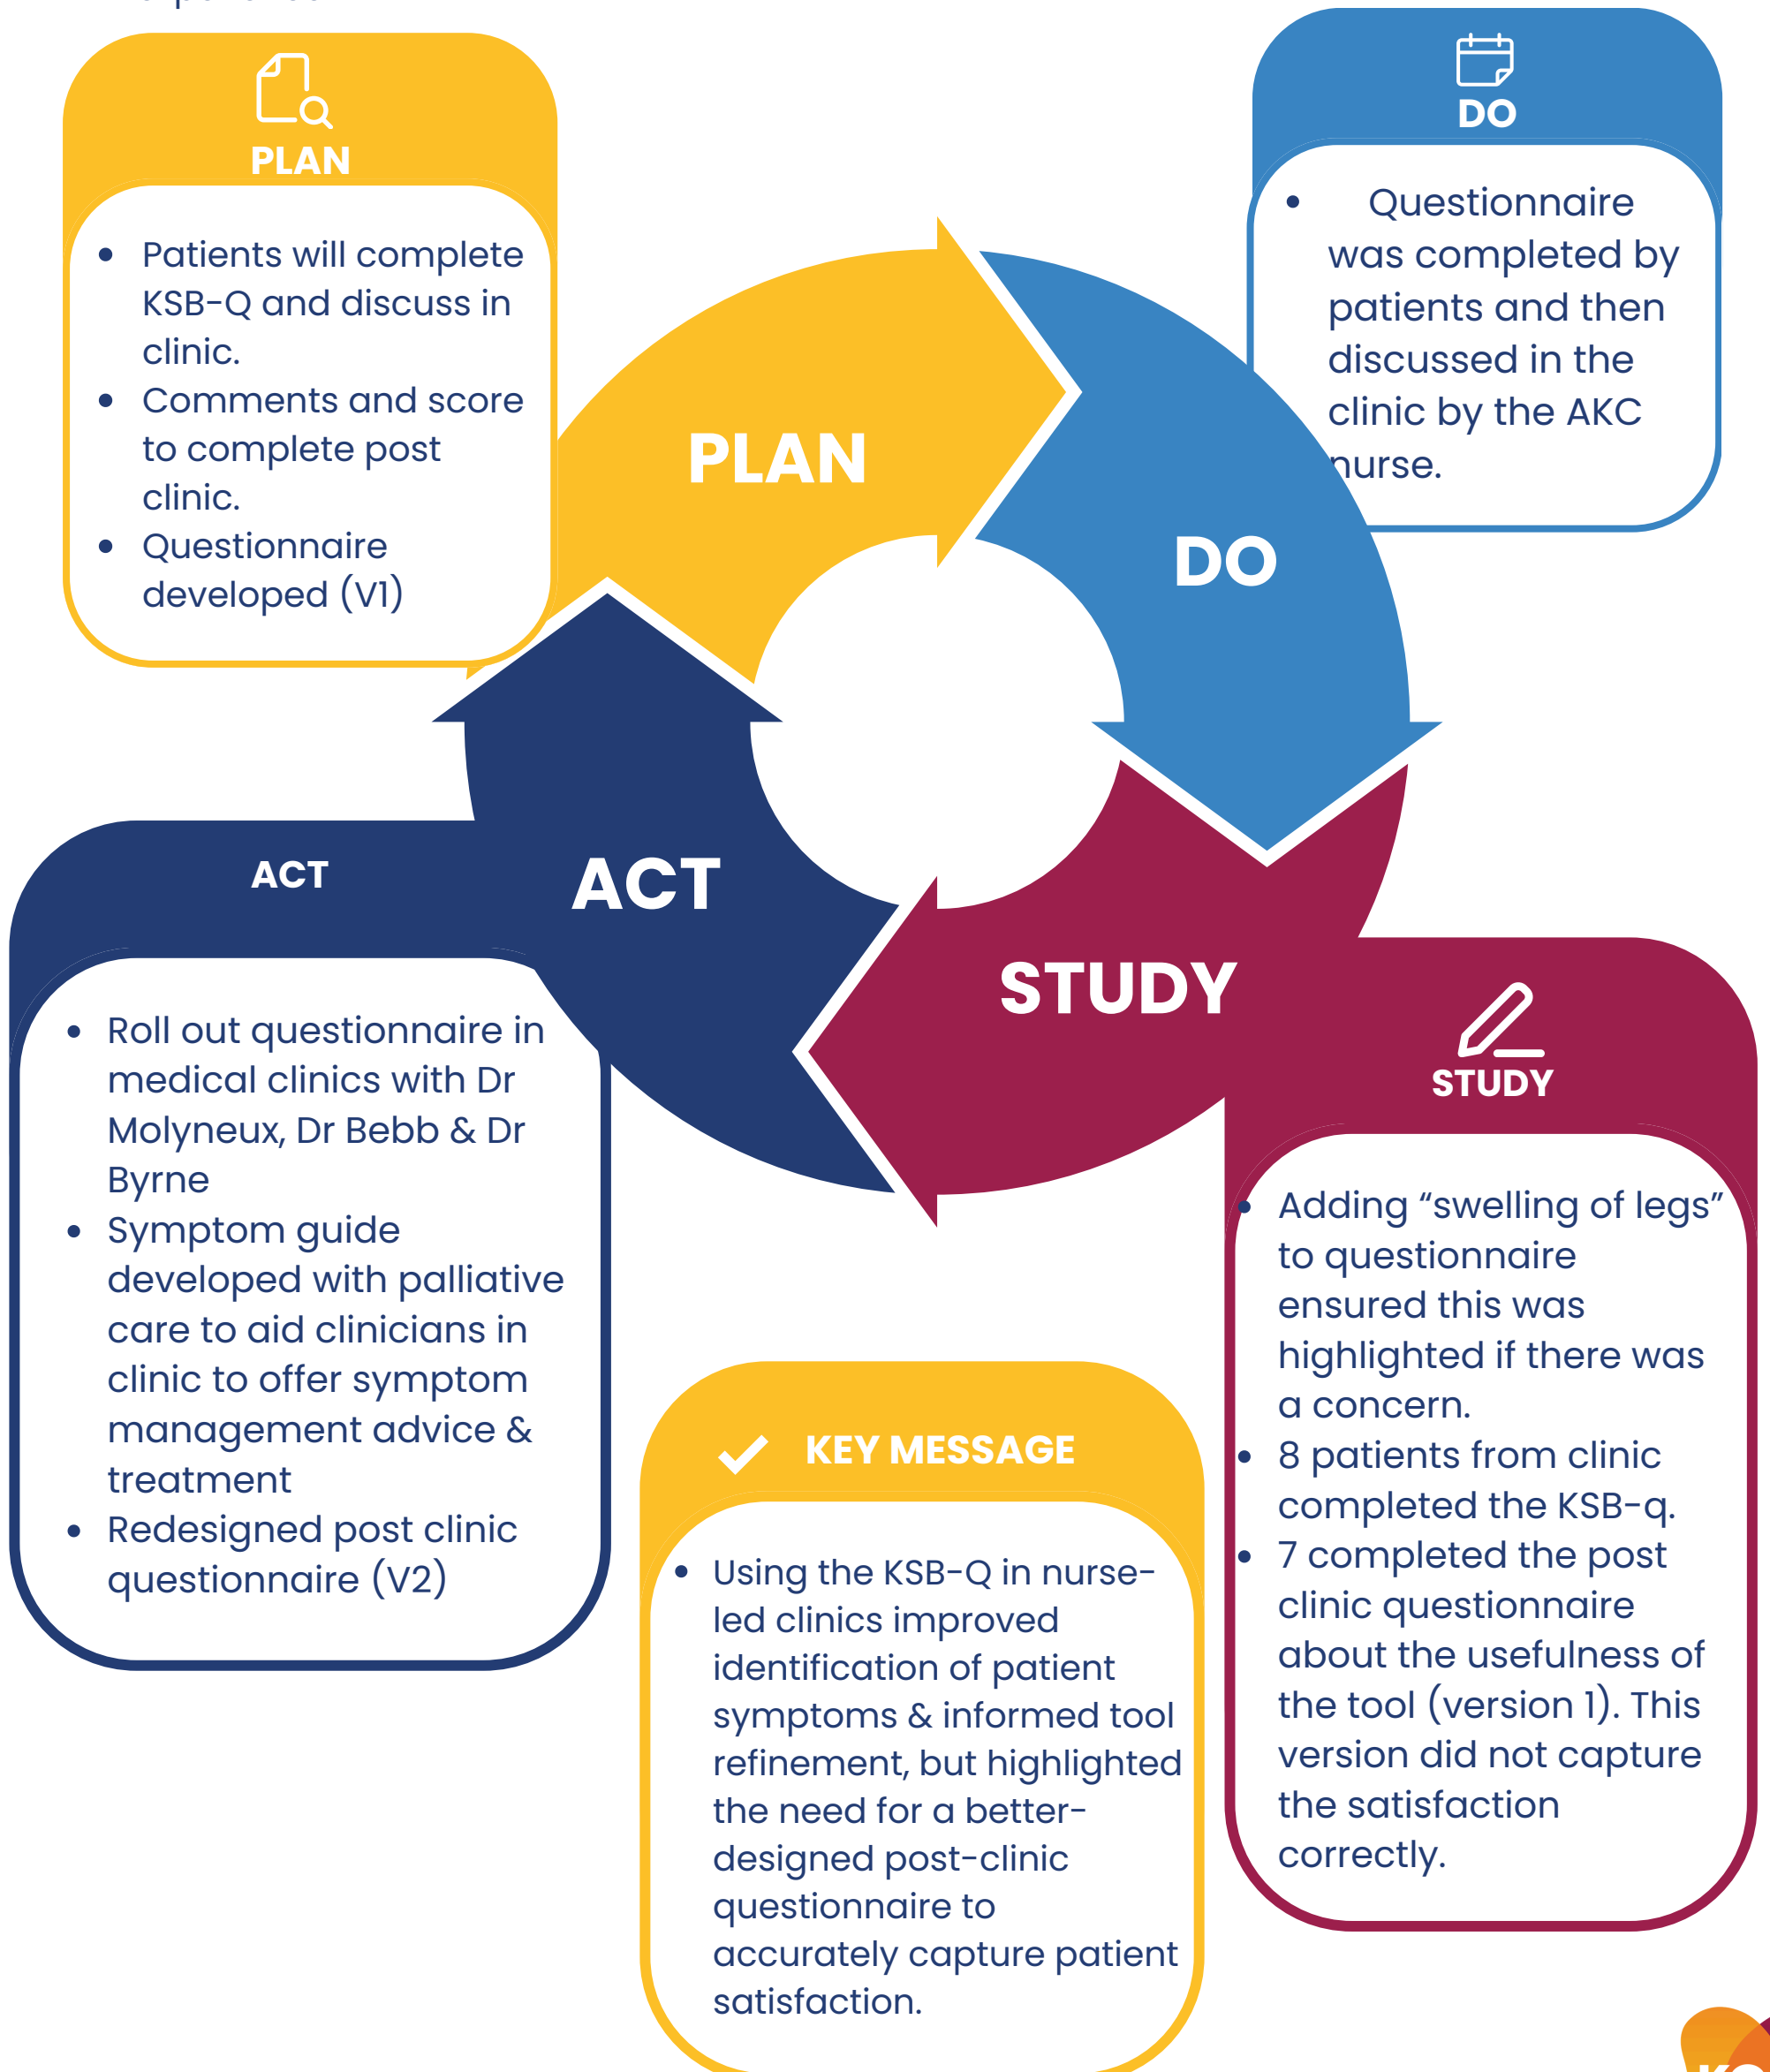 PLAN
Patients will complete
KSB-Q and discuss in
clinic.
Comments and score
to complete post
clinic.
Questionnaire
developed (V1)
DO
Questionnaire
was completed by
patients and then
discussed in the
clinic by the AKC
nurse.
PLAN
DO
STUDY
ACT
ACT
Roll out questionnaire in
medical clinics with Dr
Molyneux, Dr Bebb & Dr
Byrne
Symptom guide
developed with palliative
care to aid clinicians in
clinic to offer symptom
management advice &
treatment
Redesigned post clinic
questionnaire (V2)
STUDY
Adding “swelling of legs”
to questionnaire
ensured this was
highlighted if there was
a concern.
8 patients from clinic
completed the KSB-q.
7 completed the post
clinic questionnaire
about the usefulness of
the tool (version 1). This
version did not capture
the satisfaction
correctly.
KEY MESSAGE
Using the KSB-Q in nurse-
led clinics improved
identification of patient
symptoms & informed tool
refinement, but highlighted
the need for a better-
designed post-clinic
questionnaire to
accurately capture patient
satisfaction.